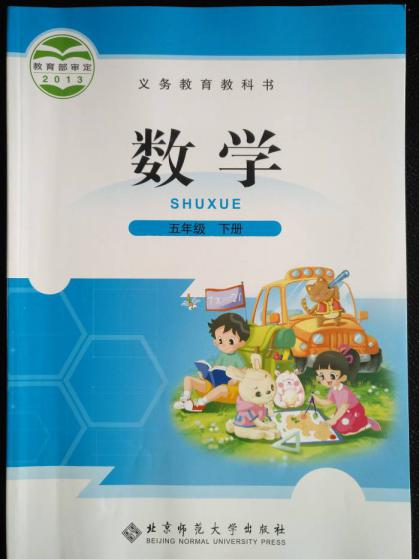 教育部审定
2013
义务教育教科书
数学
SHUXUE
五年级 下册
北京师范大学出版社
BEIJING NORMAL UNIVERSITY PRESS